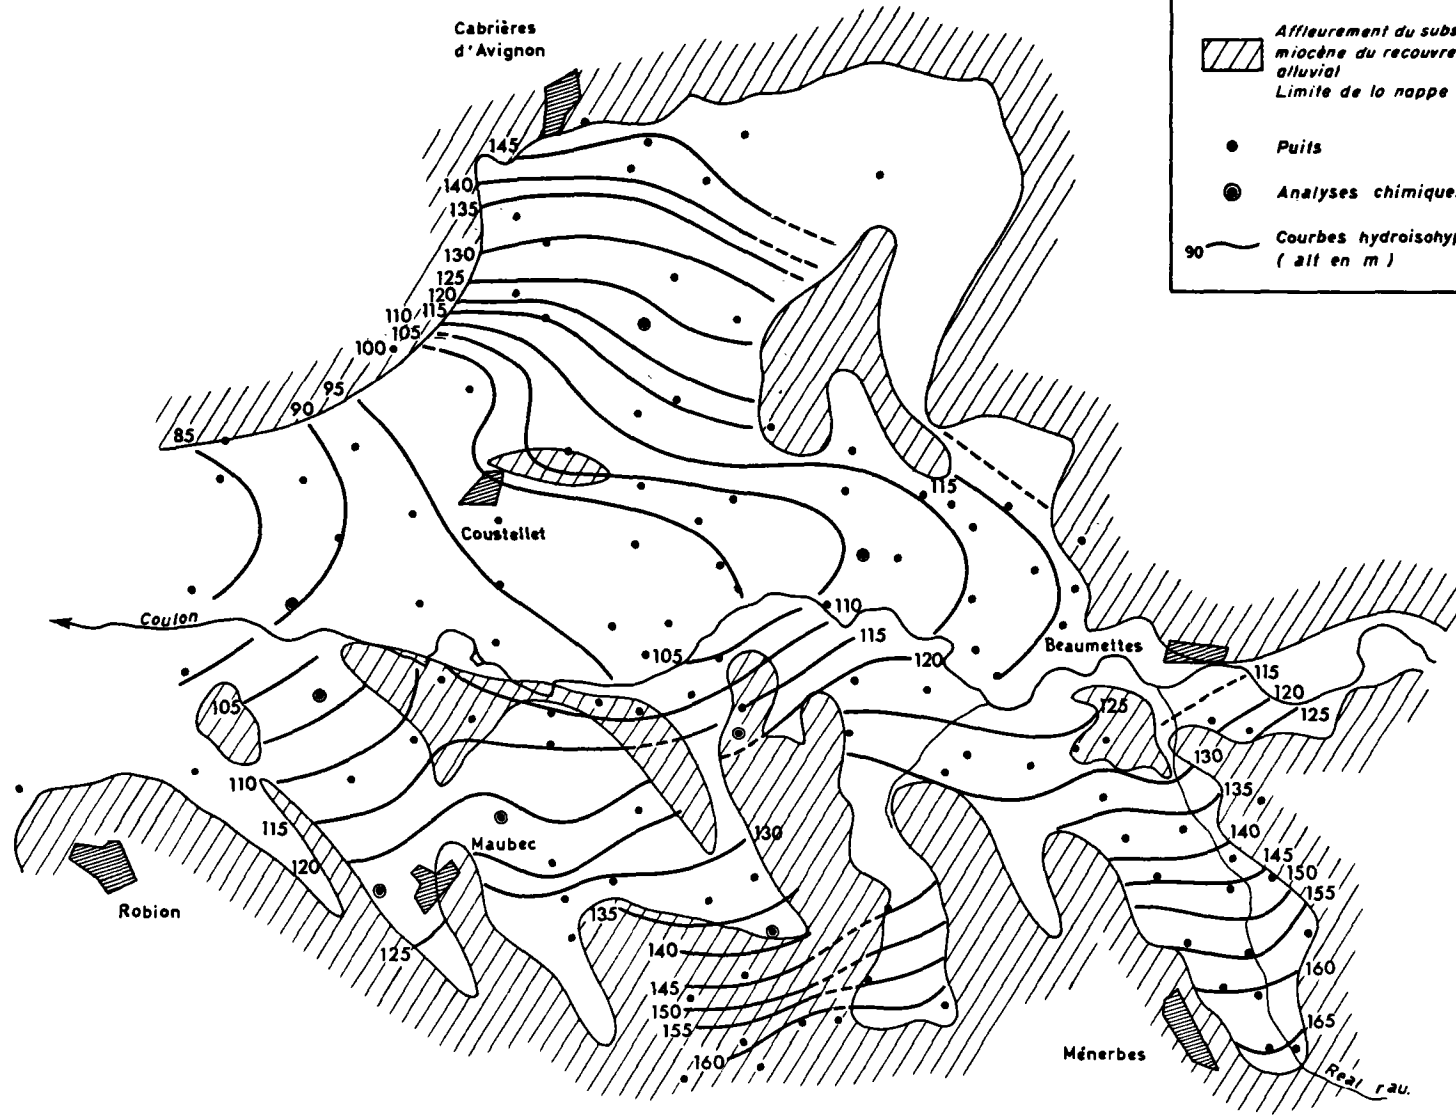 Cabrières
d'Avignon
Affleurement du subs
miocène du recouvre
alluvial
Limite de la nappe
Puits
Analyses chimique
90
Courbes hydroisohyp
( alt en m )
145
140
135
130
125
120
110 115
105
100
95
90
85
115
Coustellet
Coulon
110
115
105
120
Beaumettes
115
120
125
125
105
130
110
135
115
130
140
Maubec
120
145
150
155
Robion
135
125
140
160
145
150
155
165
160
Ménerbes
Real rau.